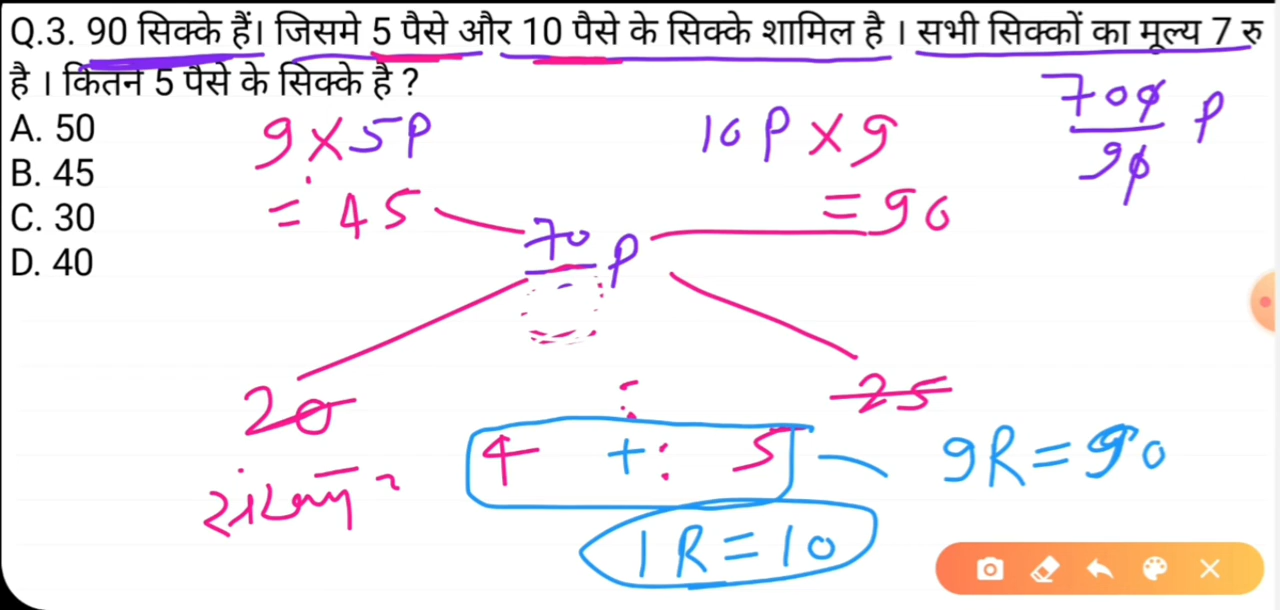 Q.3. 90 सिक्के हैं। जिसमे 5 पैसे और 10 पैसे के सिक्के शामिल है । सभी सिक्कों का मूल्य 7 रु
है । कितने 5 पैसे के सिक्के है ?
A. 50
B. 45
C. 30
D. 40
9 × 5P
= 45
10 P × 9
= 90
700
90
P
70 P
20
25
4 + : 5
9R = 90
1R = 10